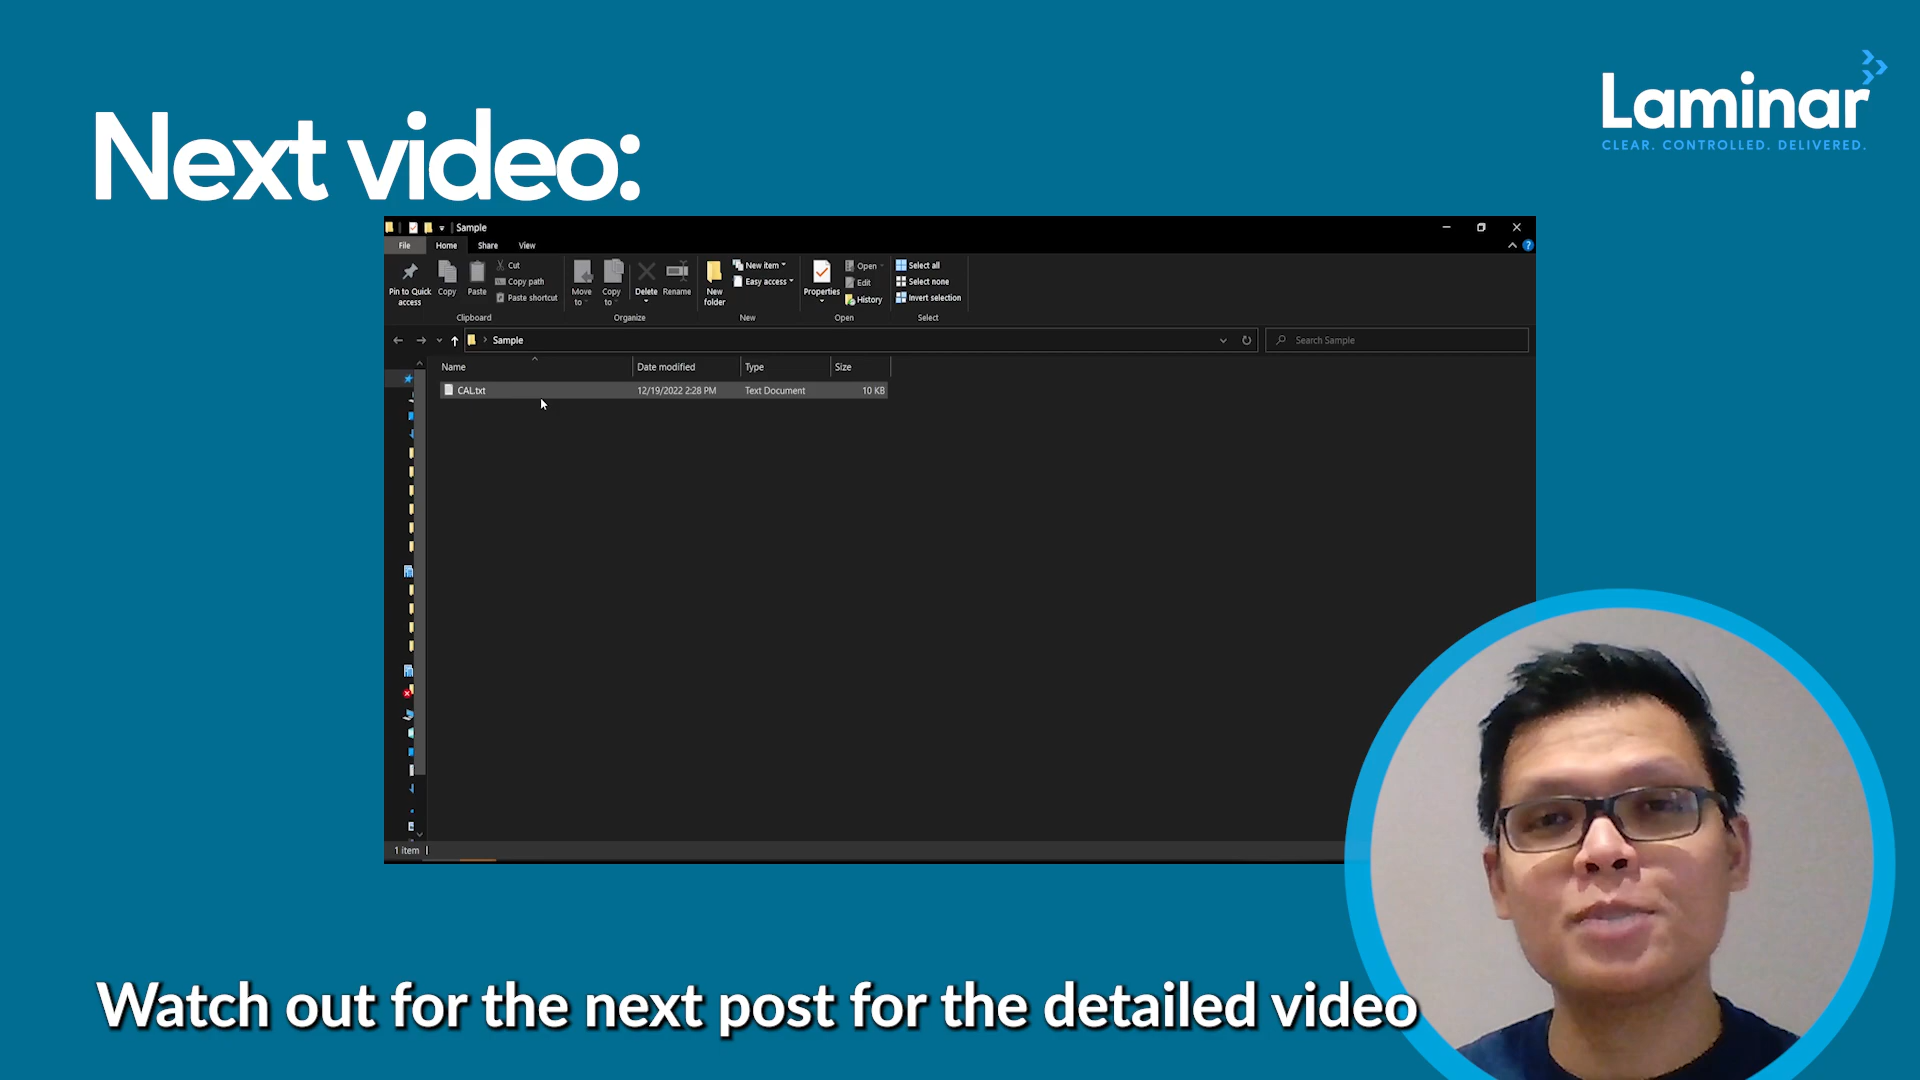 Next video:
Laminar
CLEAR. CONTROLLED. DELIVERED.
Sample
File Home Share View
Pin to Quick access
Copy
Paste
Cut
Copy path
Paste shortcut
Clipboard
Move to
Copy to
Delete
Rename
Organize
New folder
New item
Easy access
New
Properties
Open
Edit
History
Open
Select all
Select none
Invert selection
Select
Sample
Search Sample
Name Date modified Type Size
CAL.txt 12/19/2022 2:28 PM Text Document 10 KB
1 item
Watch out for the next post for the detailed video